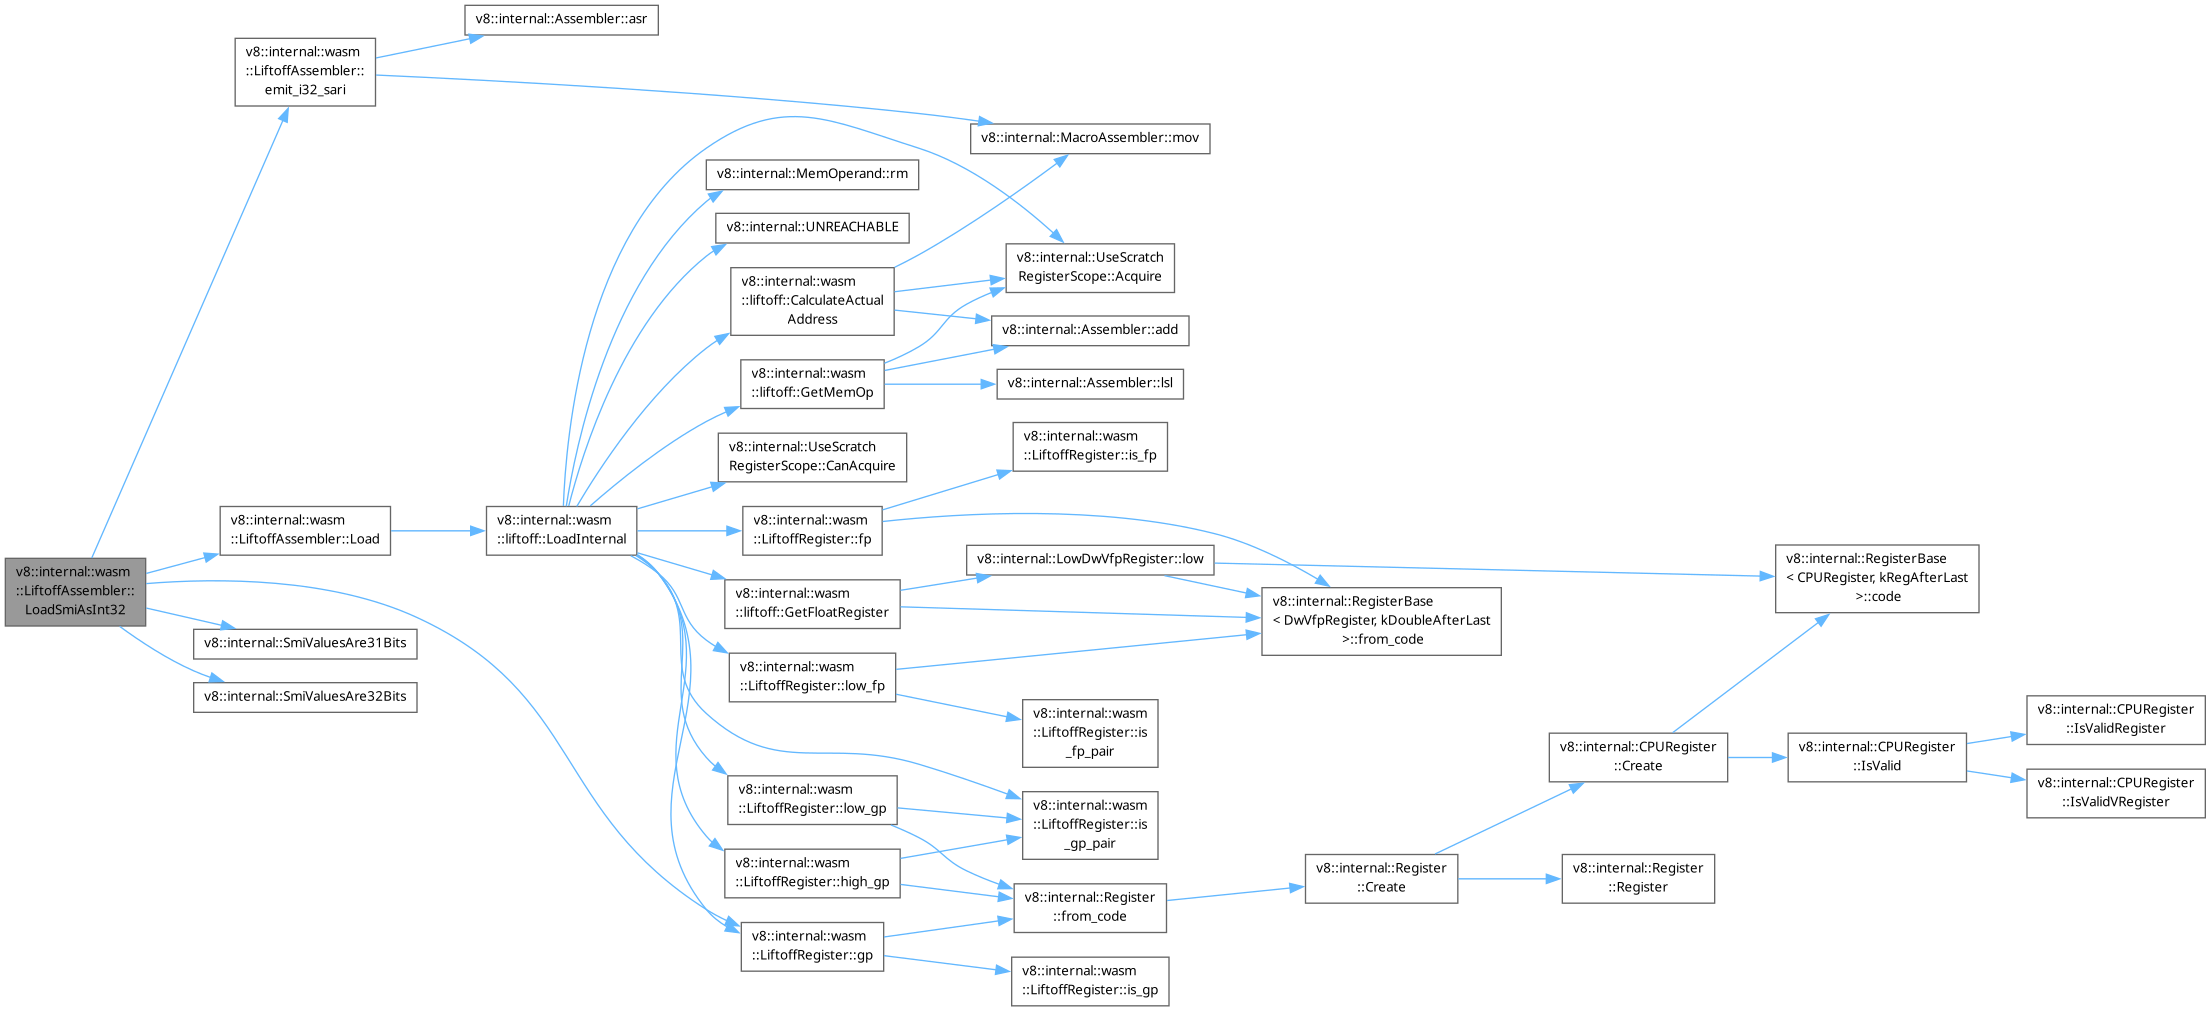 v8::internal::Assembler::asr
v8::internal::wasm
::LiftoffAssembler::
emit_i32_sari
v8::internal::MacroAssembler::mov
v8::internal::MemOperand::rm
v8::internal::UNREACHABLE
v8::internal::UseScratch
RegisterScope::Acquire
v8::internal::wasm
::liftoff::CalculateActual
Address
v8::internal::Assembler::add
v8::internal::wasm
::liftoff::GetMemOp
v8::internal::Assembler::lsl
v8::internal::UseScratch
RegisterScope::CanAcquire
v8::internal::wasm
::LiftoffRegister::is_fp
v8::internal::wasm
::LiftoffAssembler::Load
v8::internal::wasm
::liftoff::LoadInternal
v8::internal::wasm
::LiftoffRegister::fp
v8::internal::wasm
::LiftoffAssembler::
LoadSmiAsInt32
v8::internal::LowDwVfpRegister::low
v8::internal::RegisterBase
< CPURegister, kRegAfterLast
>::code
v8::internal::wasm
::liftoff::GetFloatRegister
v8::internal::RegisterBase
< DwVfpRegister, kDoubleAfterLast
>::from_code
v8::internal::SmiValuesAre31Bits
v8::internal::wasm
::LiftoffRegister::low_fp
v8::internal::SmiValuesAre32Bits
v8::internal::wasm
::LiftoffRegister::is
_fp_pair
v8::internal::CPURegister
::IsValidRegister
v8::internal::CPURegister
::Create
v8::internal::CPURegister
::IsValid
v8::internal::CPURegister
::IsValidVRegister
v8::internal::wasm
::LiftoffRegister::low_gp
v8::internal::wasm
::LiftoffRegister::is
_gp_pair
v8::internal::wasm
::LiftoffRegister::high_gp
v8::internal::Register
::Create
v8::internal::Register
::Register
v8::internal::Register
::from_code
v8::internal::wasm
::LiftoffRegister::gp
v8::internal::wasm
::LiftoffRegister::is_gp